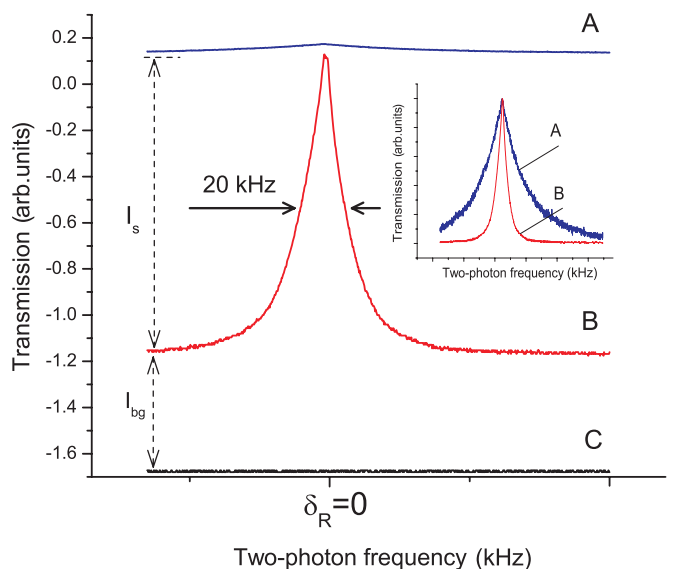 A
0.2
0.0
-0.2
-0.4
-0.6
-0.8
-1.0
-1.2
-1.4
-1.6
Transmission (arb.units)
I_s
I_bg
20 kHz
B
C
δ_R=0
Two-photon frequency (kHz)
Transmission (arb.units)
A
B
Two-photon frequency (kHz)